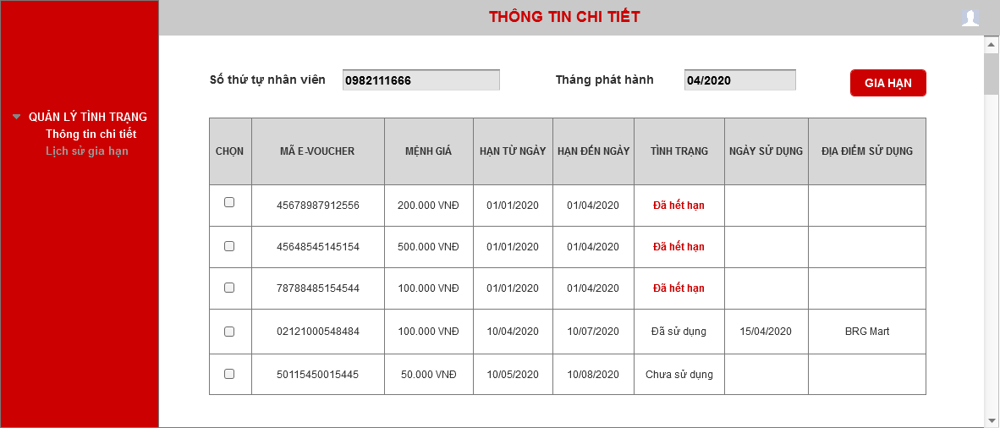 THÔNG TIN CHI TIẾT
QUẢN LÝ TÌNH TRẠNG
Thông tin chi tiết
Lịch sử gia hạn
Số thứ tự nhân viên 0982111666 Tháng phát hành 04/2020 GIA HẠN
CHỌN MÃ E-VOUCHER MỆNH GIÁ HẠN TỪ NGÀY HẠN ĐẾN NGÀY TÌNH TRẠNG NGÀY SỬ DỤNG ĐỊA ĐIỂM SỬ DỤNG
45678987912556 200.000 VNĐ 01/01/2020 01/04/2020 Đã hết hạn
45648545145154 500.000 VNĐ 01/01/2020 01/04/2020 Đã hết hạn
78788485154544 100.000 VNĐ 01/01/2020 01/04/2020 Đã hết hạn
02121000548484 100.000 VNĐ 10/04/2020 10/07/2020 Đã sử dụng 15/04/2020 BRG Mart
50115450015445 50.000 VNĐ 10/05/2020 10/08/2020 Chưa sử dụng